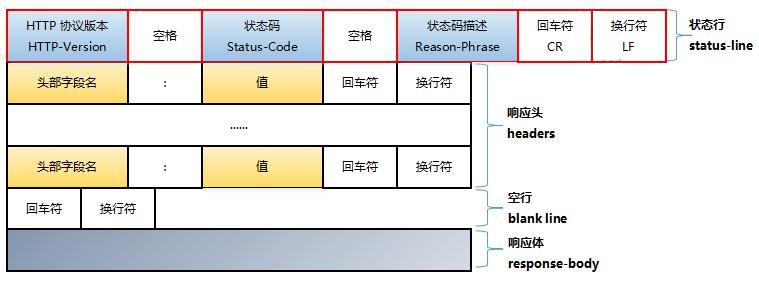 HTTP 协议版本
HTTP-Version
空格
状态码
Status-Code
空格
状态码描述
Reason-Phrase
回车符
CR
换行符
LF
状态行
status-line
头部字段名
:
值
回车符
换行符
......
响应头
headers
头部字段名
:
值
回车符
换行符
回车符
换行符
空行
blank line
响应体
response-body